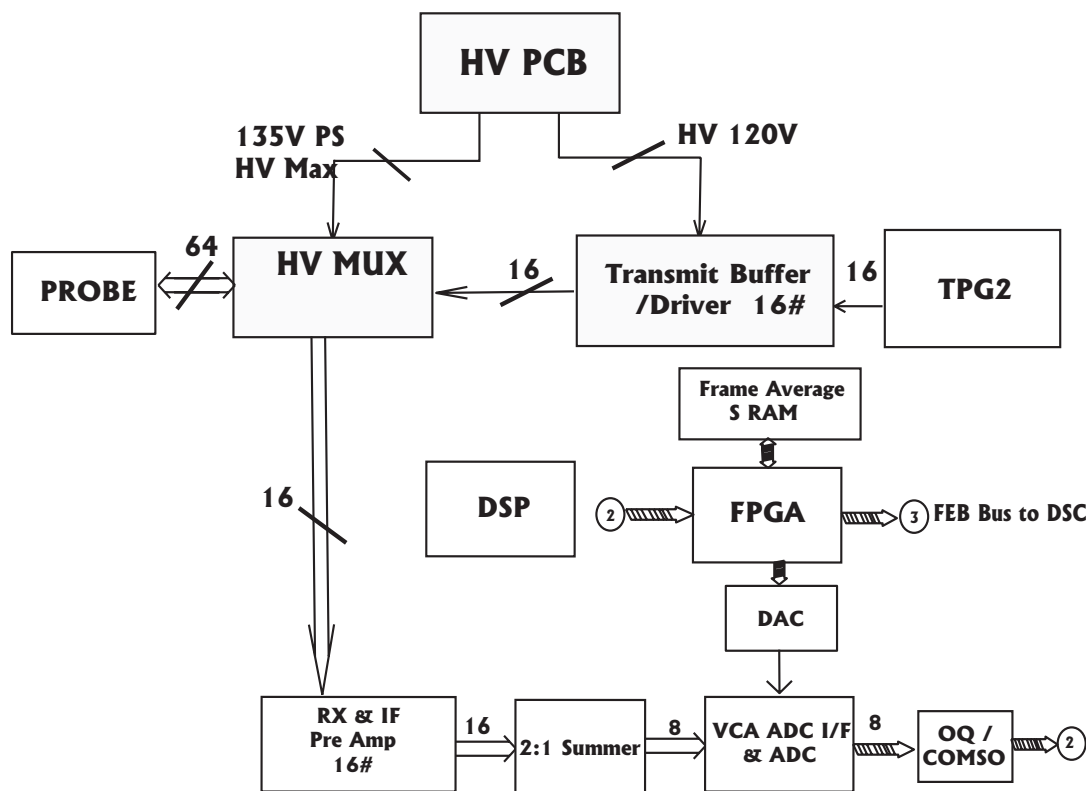 HV PCB
135V PS
HV Max
HV 120V
64
PROBE
HV MUX
16
Transmit Buffer
/Driver 16#
16
TPG2
Frame Average
S RAM
16
DSP
2
FPGA
3
FEB Bus to DSC
DAC
RX & IF
Pre Amp
16#
16
2:1 Summer
8
VCA ADC I/F
& ADC
8
OQ /
COMSO
2